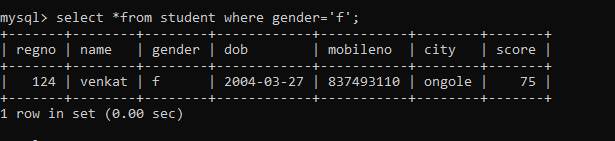 mysql> select *from student where gender='f';
+-------+--------+--------+------------+-----------+--------+-------+
| regno | name   | gender | dob        | mobileno  | city   | score |
+-------+--------+--------+------------+-----------+--------+-------+
|   124 | venkat | f      | 2004-03-27 | 837493110 | ongole |    75 |
+-------+--------+--------+------------+-----------+--------+-------+
1 row in set (0.00 sec)